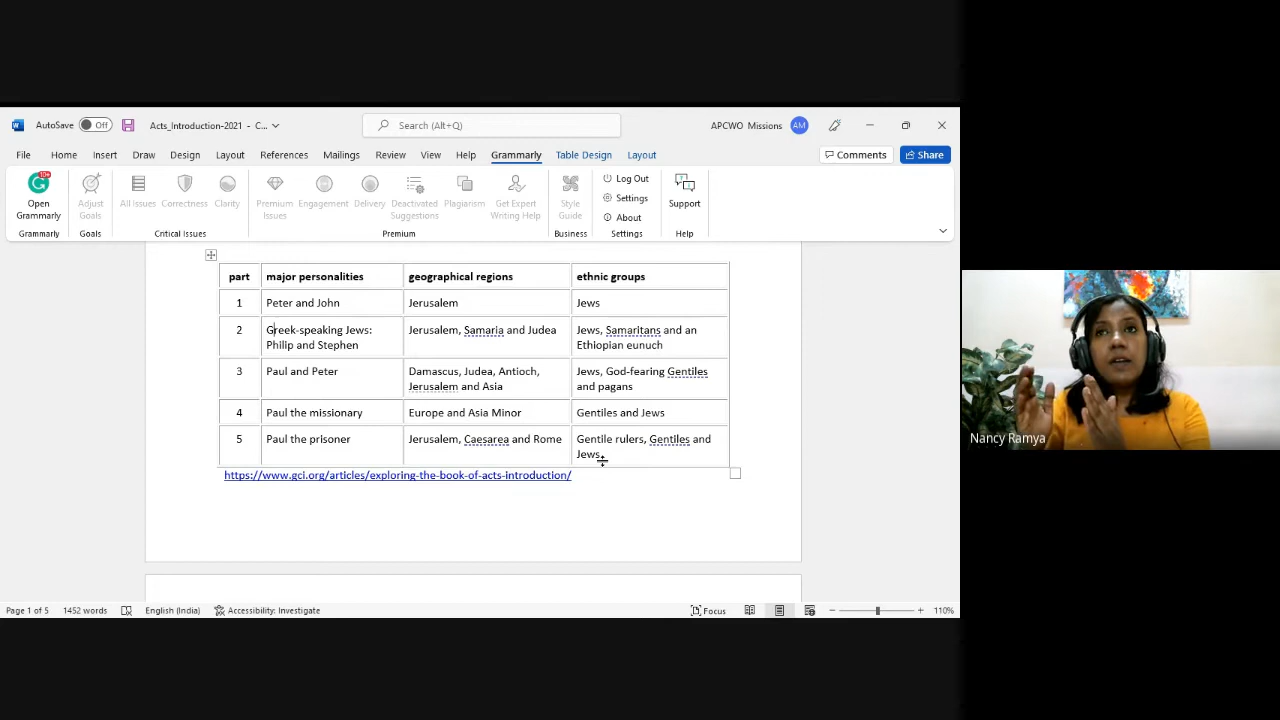 AutoSave Off Acts_Introduction-2021 - C... Search (Alt+Q) APCWO Missions AM
File Home Insert Draw Design Layout References Mailings Review View Help Grammarly Table Design Layout Comments Share
10+
Open Grammarly
Adjust Goals
All Issues
Correctness
Clarity
Premium Issues
Engagement
Delivery
Deactivated Suggestions
Plagiarism
Get Expert Writing Help
Style Guide
Log Out
Settings
About
Support
Grammarly Goals Critical Issues Premium Business Settings Help
part major personalities geographical regions ethnic groups
1 Peter and John Jerusalem Jews
2 Greek-speaking Jews: Jerusalem, Samaria and Judea Jews, Samaritans and an
Philip and Stephen Ethiopian eunuch
3 Paul and Peter Damascus, Judea, Antioch, Jews, God-fearing Gentiles
Jerusalem and Asia and pagans
4 Paul the missionary Europe and Asia Minor Gentiles and Jews
5 Paul the prisoner Jerusalem, Caesarea and Rome Gentile rulers, Gentiles and
Jews
https://www.gci.org/articles/exploring-the-book-of-acts-introduction/
Page 1 of 5 1452 words English (India) Accessibility: Investigate Focus 110%
Nancy Ramya